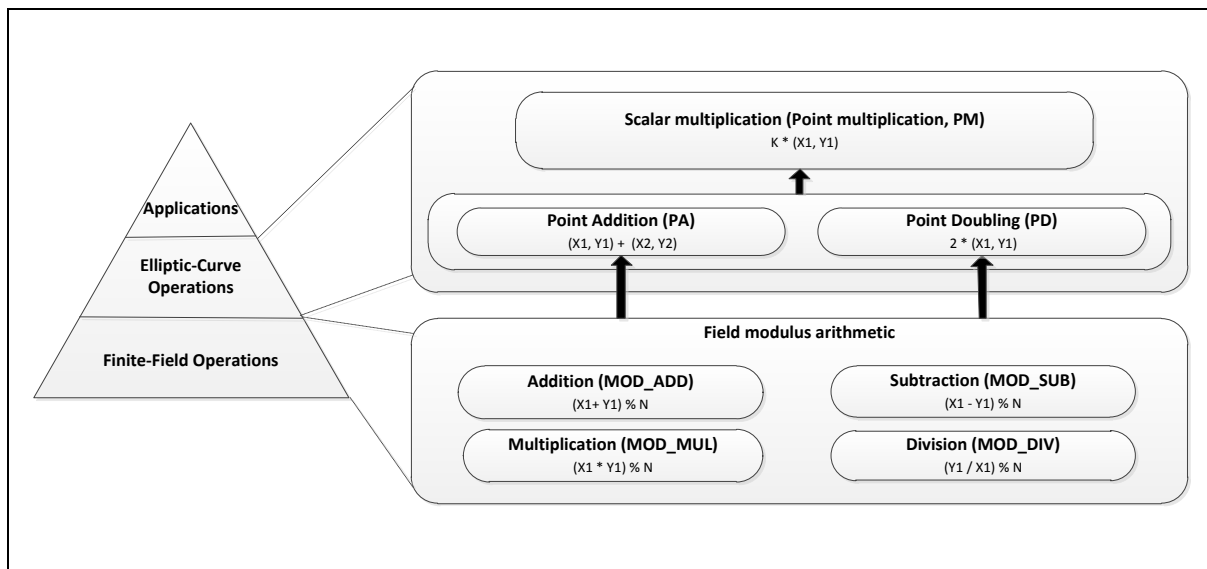 Scalar multiplication (Point multiplication, PM)
K * (X1, Y1)
Point Addition (PA)
(X1, Y1) + (X2, Y2)
Point Doubling (PD)
2 * (X1, Y1)
Applications
Elliptic-Curve
Operations
Finite-Field Operations
Field modulus arithmetic
Addition (MOD_ADD)
(X1+ Y1) % N
Subtraction (MOD_SUB)
(X1 - Y1) % N
Multiplication (MOD_MUL)
(X1 * Y1) % N
Division (MOD_DIV)
(Y1 / X1) % N